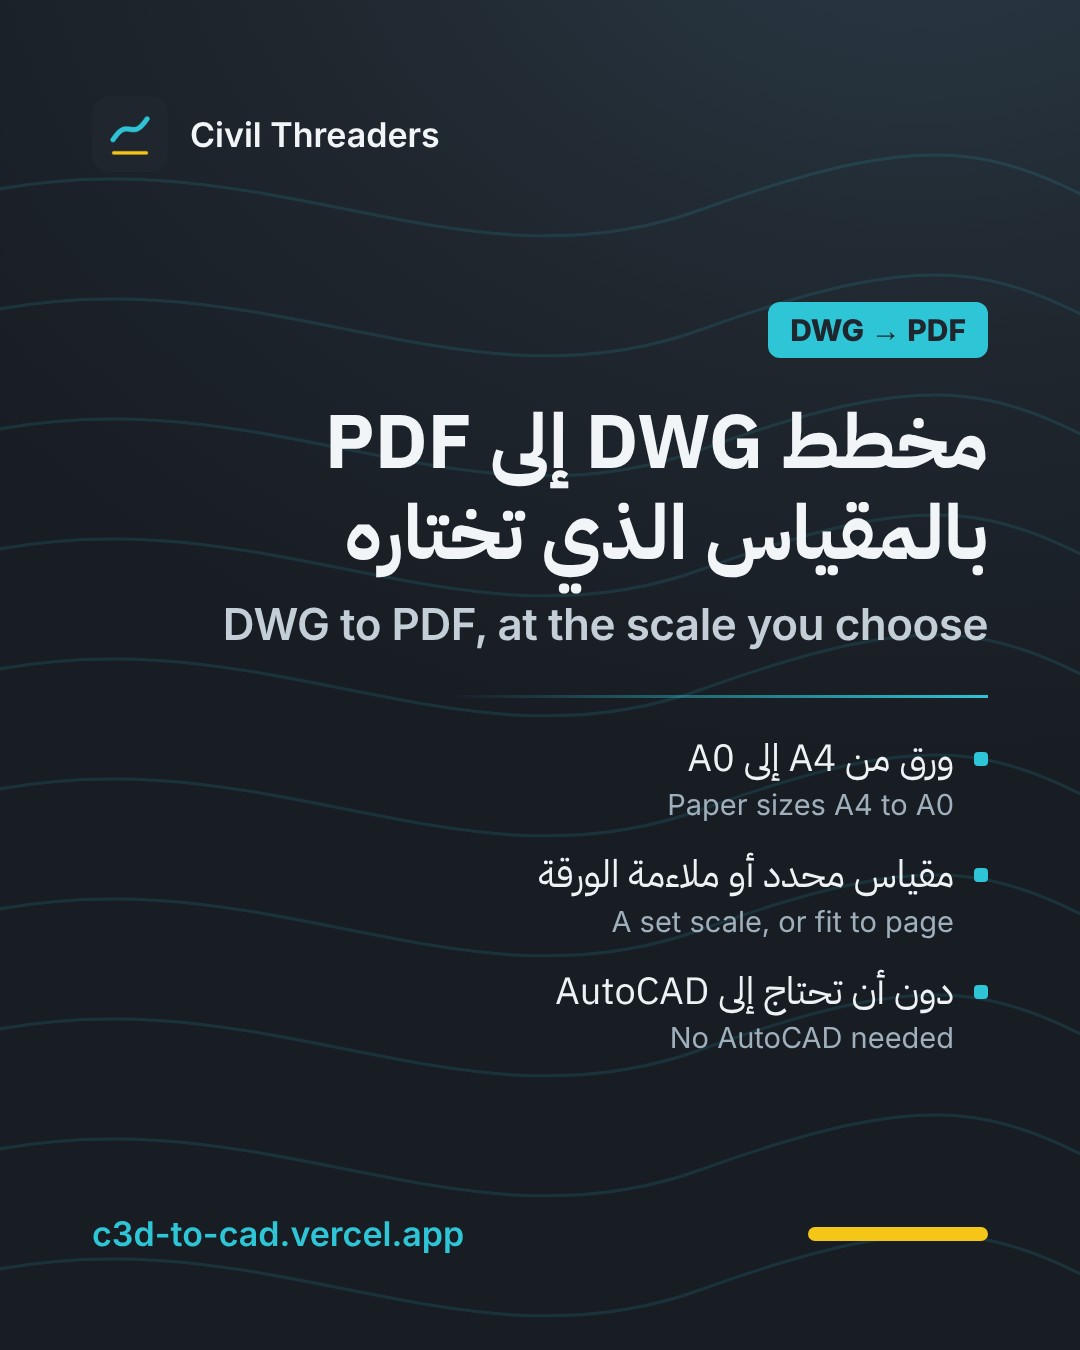 Civil Threaders
DWG → PDF
مخطط DWG إلى PDF
بالمقياس الذي تختاره
DWG to PDF, at the scale you choose
ورق من A4 إلى A0
Paper sizes A4 to A0
مقياس محدد أو ملاءمة الورقة
A set scale, or fit to page
دون أن تحتاج إلى AutoCAD
No AutoCAD needed
c3d-to-cad.vercel.app